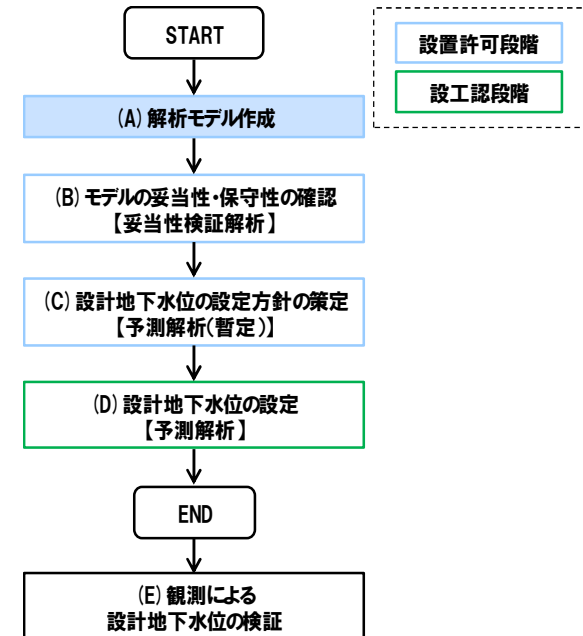 START
設置許可段階
設工認段階
(A) 解析モデル作成
(B) モデルの妥当性・保守性の確認
【妥当性検証解析】
(C) 設計地下水位の設定方針の策定
【予測解析(暫定)】
(D) 設計地下水位の設定
【予測解析】
END
(E) 観測による
設計地下水位の検証